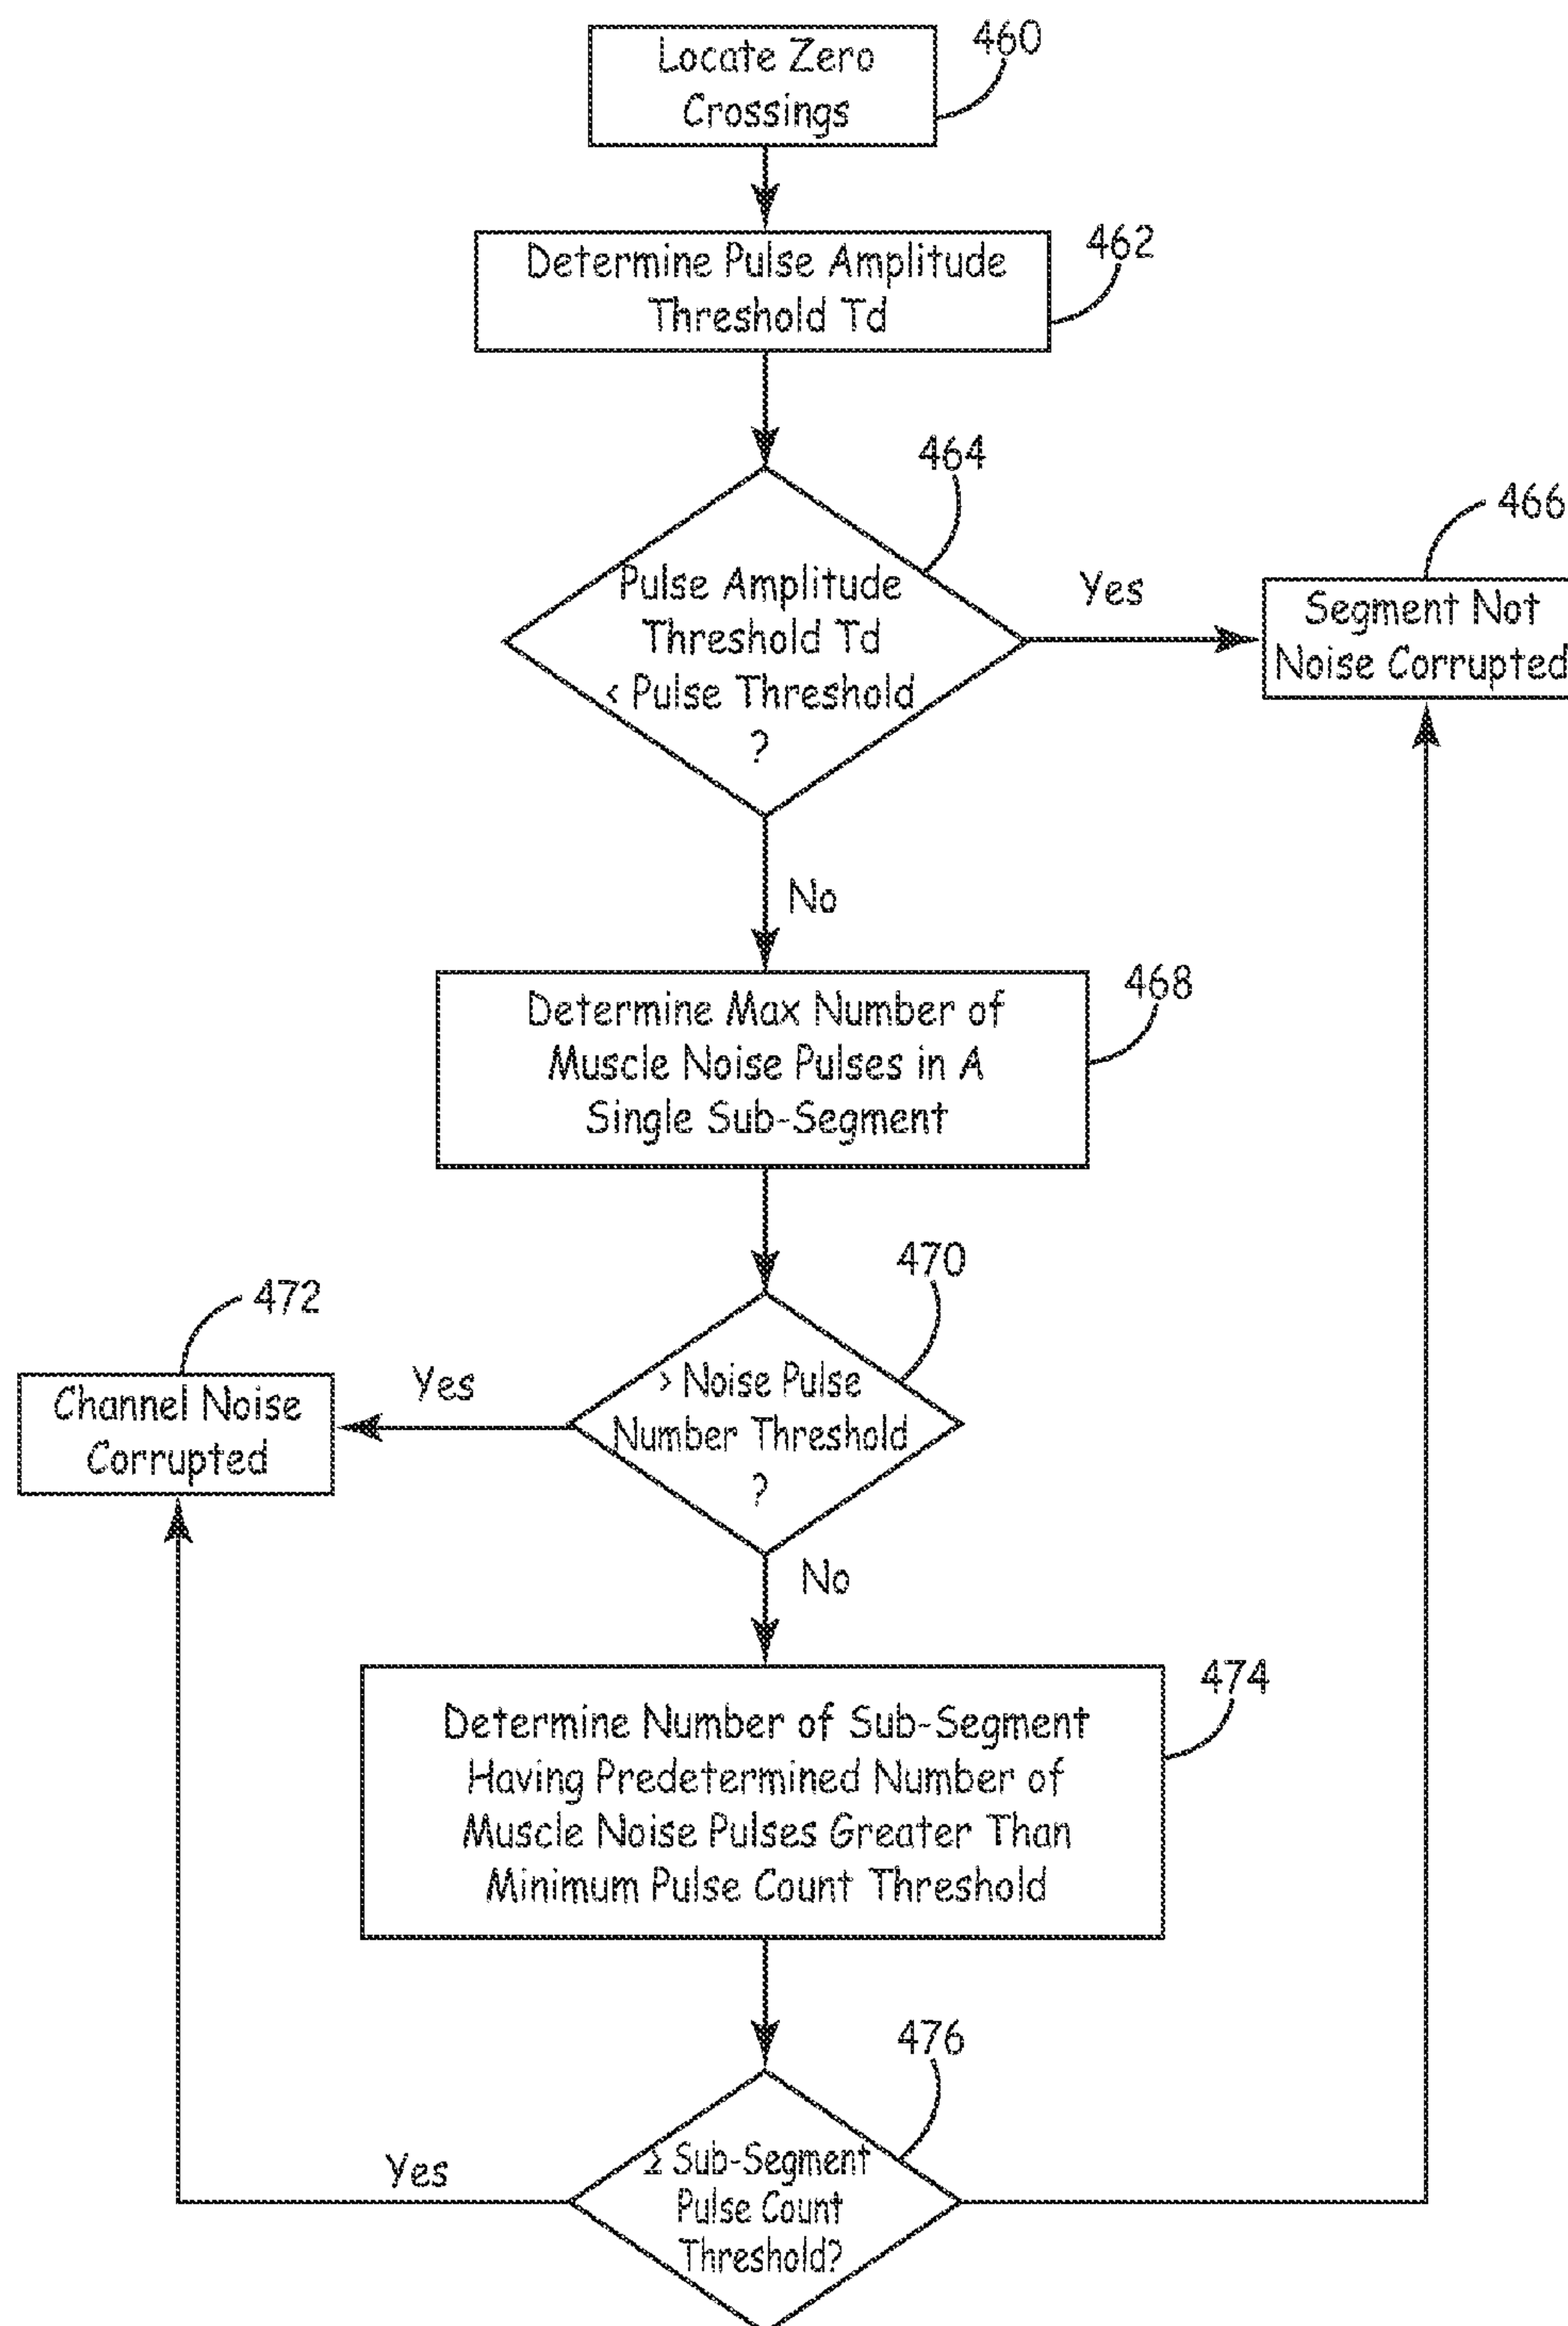 Locate Zero
Crossings
460
Determine Pulse Amplitude
Threshold Td
462
464
Pulse Amplitude
Threshold Td
< Pulse Threshold
?
Yes
466
Segment Not
Noise Corrupted
No
Determine Max Number of
Muscle Noise Pulses in A
Single Sub-Segment
468
470
> Noise Pulse
Number Threshold
?
Yes
472
Channel Noise
Corrupted
No
Determine Number of Sub-Segment
Having Predetermined Number of
Muscle Noise Pulses Greater Than
Minimum Pulse Count Threshold
474
476
≥ Sub-Segment
Pulse Count
Threshold?
Yes